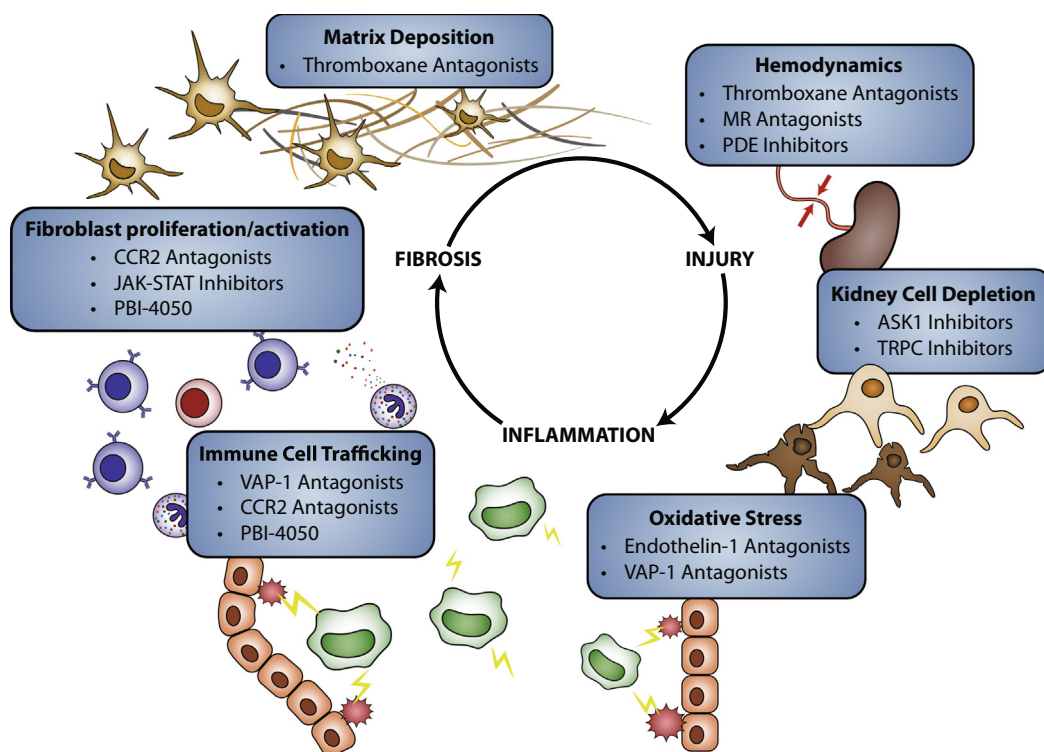 Matrix Deposition
• Thromboxane Antagonists
Hemodynamics
• Thromboxane Antagonists
• MR Antagonists
• PDE Inhibitors
Fibroblast proliferation/activation
• CCR2 Antagonists
• JAK-STAT Inhibitors
• PBI-4050
FIBROSIS
INJURY
Kidney Cell Depletion
• ASK1 Inhibitors
• TRPC Inhibitors
INFLAMMATION
Immune Cell Trafficking
• VAP-1 Antagonists
• CCR2 Antagonists
• PBI-4050
Oxidative Stress
• Endothelin-1 Antagonists
• VAP-1 Antagonists